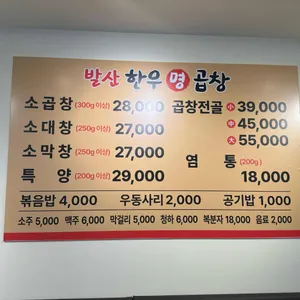 발산 한우 명 곱창
소곱창 (300g 이상) 28,000 곱창전골 小 39,000
소대창 (250g 이상) 27,000 中 45,000
大 55,000
소막창 (250g 이상) 27,000 염통 (200g)
특양 (200g 이상) 29,000 18,000
볶음밥 4,000 우동사리 2,000 공기밥 1,000
소주 5,000 맥주 6,000 막걸리 5,000 청하 6,000 복분자 18,000 음료 2,000